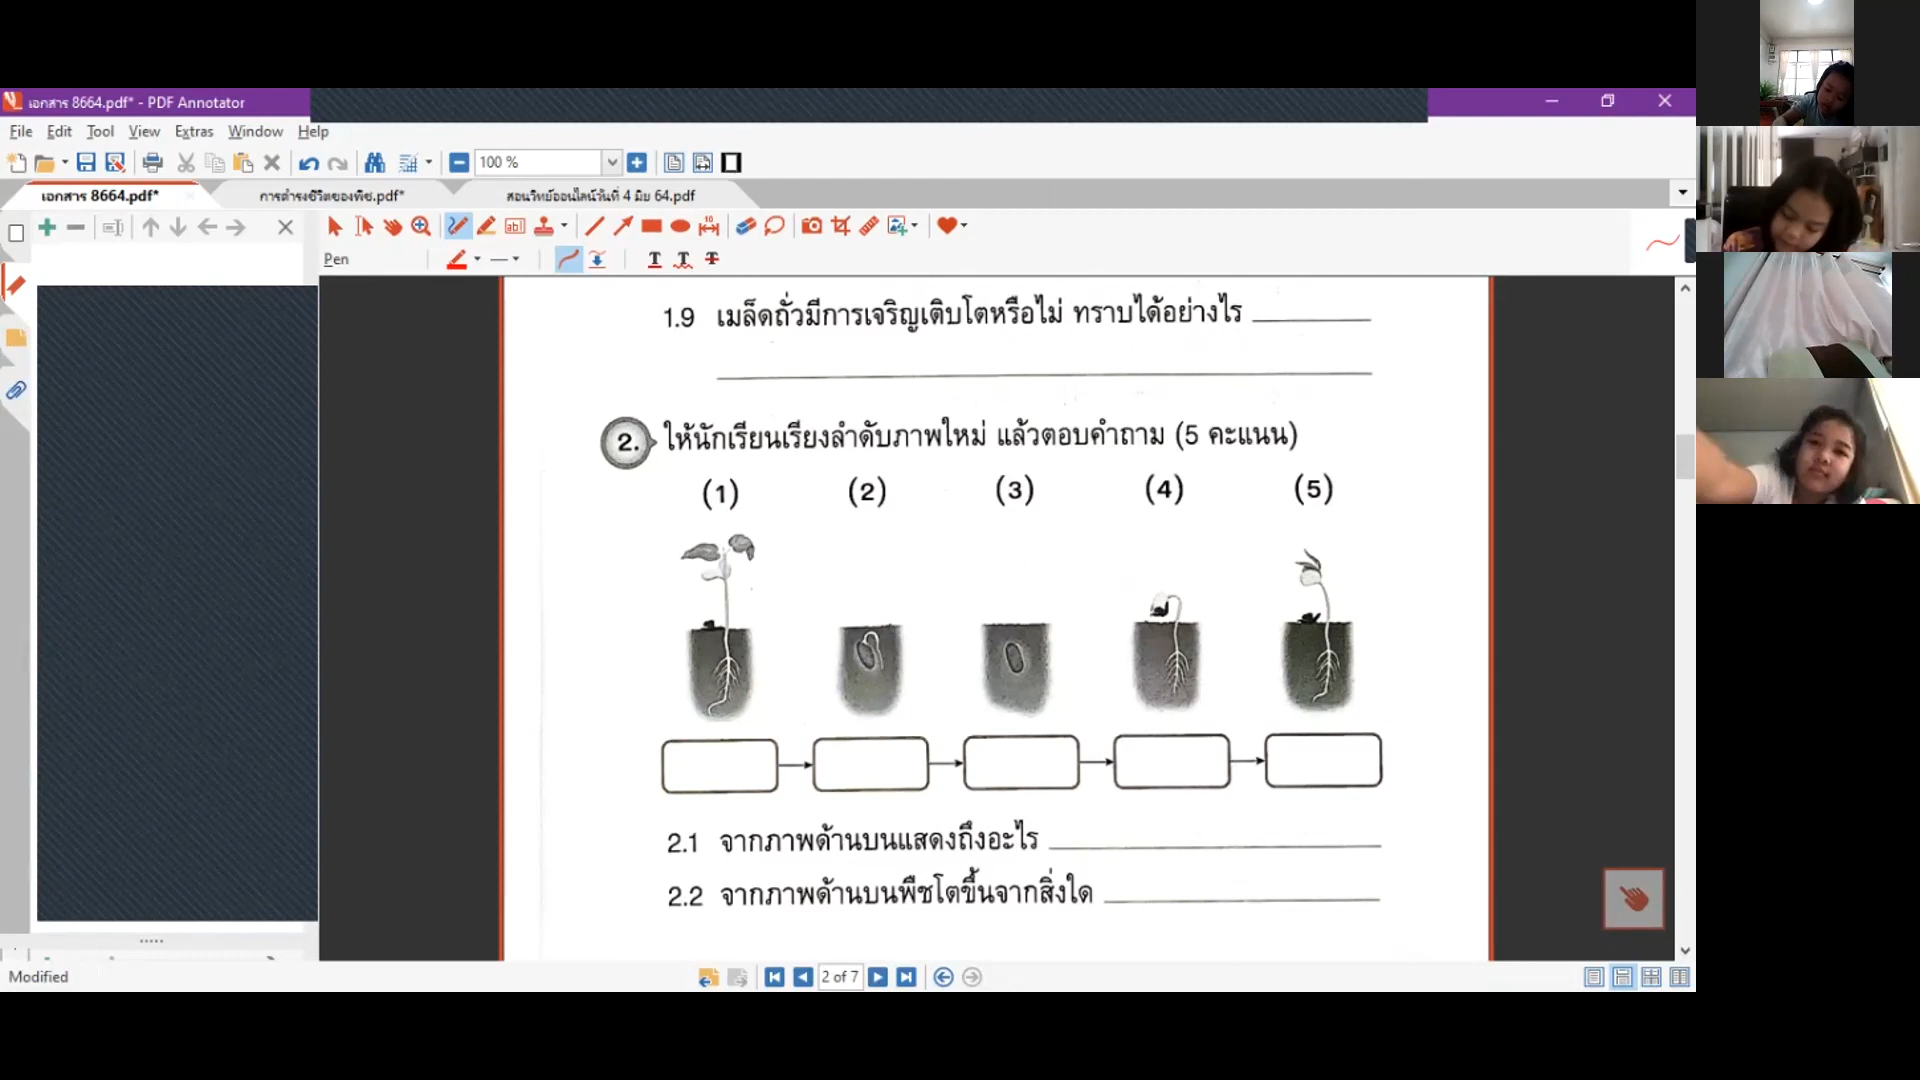 เอกสาร 8664.pdf* - PDF Annotator
File Edit Tool View Extras Window Help
100 %
เอกสาร 8664.pdf* การดำรงชีวิตของพืช.pdf* สอนวิทย์ออนไลน์วันที่ 4 มิย 64.pdf
Pen
1.9 เมล็ดถั่วมีการเจริญเติบโตหรือไม่ ทราบได้อย่างไร
2. ให้นักเรียนเรียงลำดับภาพใหม่ แล้วตอบคำถาม (5 คะแนน)
(1) (2) (3) (4) (5)
2.1 จากภาพด้านบนแสดงถึงอะไร
2.2 จากภาพด้านบนพืชโตขึ้นจากสิ่งใด
Modified
2 of 7